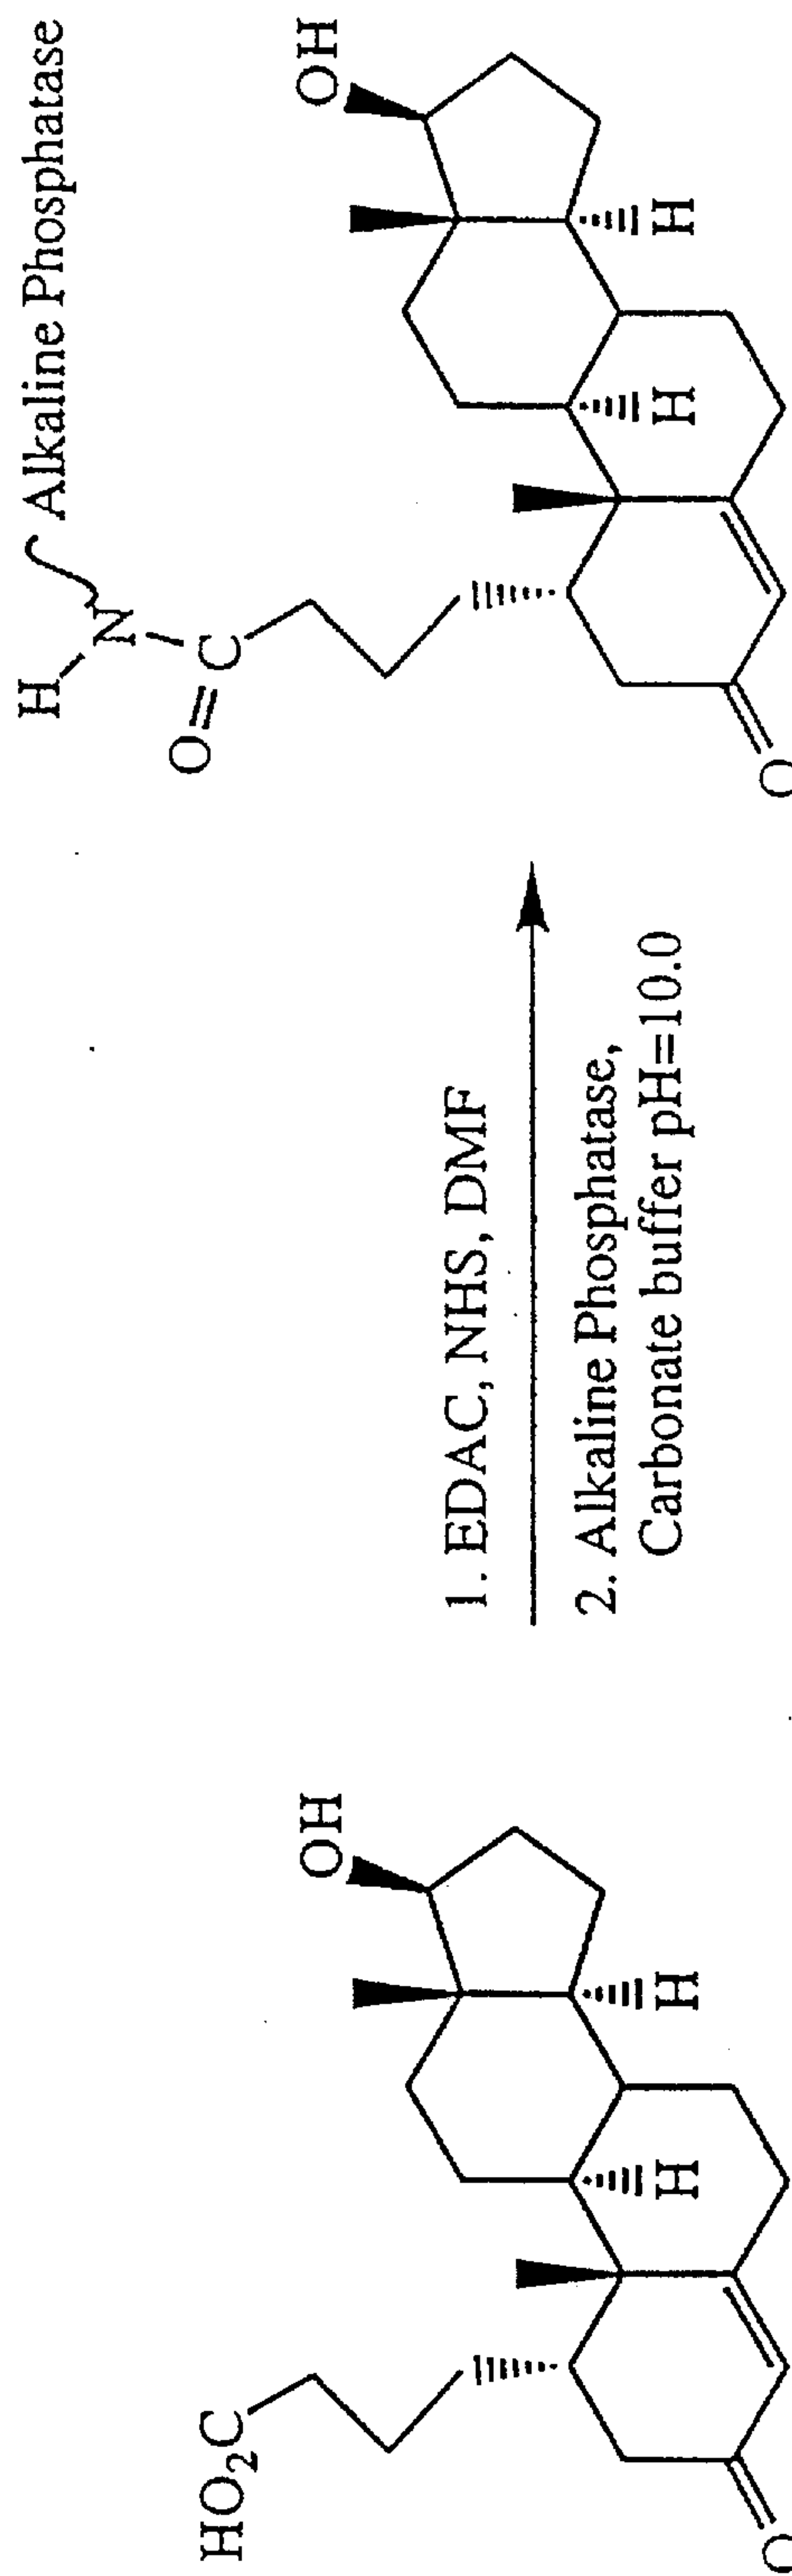 HO₂C
OH
H
H
O
1. EDAC, NHS, DMF
2. Alkaline Phosphatase,
Carbonate buffer pH=10.0
H
N
Alkaline Phosphatase
O
C
OH
H
H
O